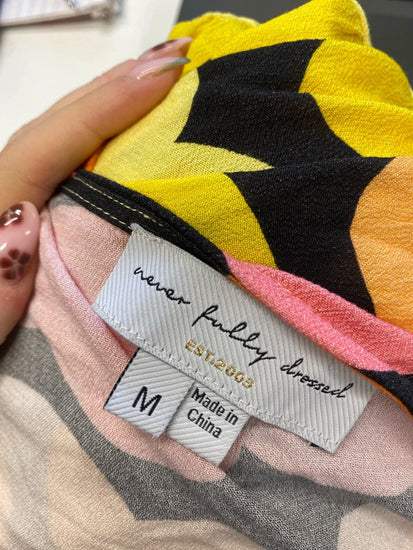 never fully dressed
EST.2003
M
Made in
China